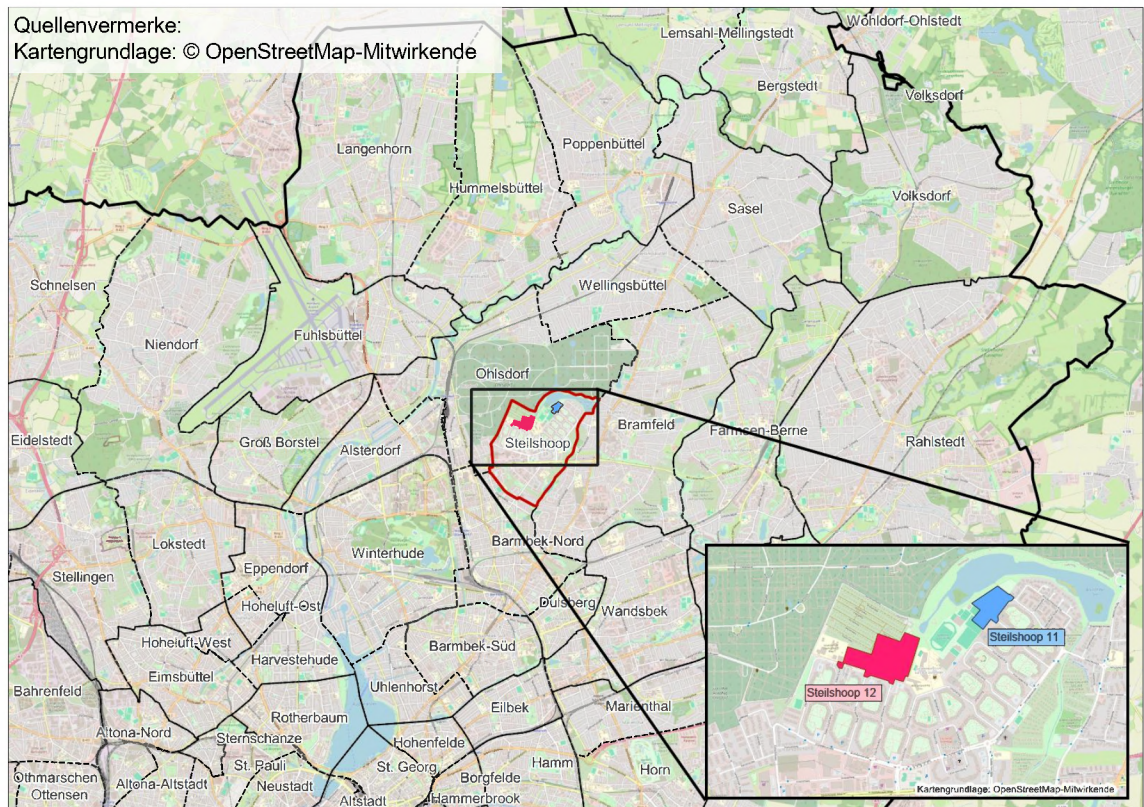 Quellenvermerke:
Kartengrundlage: © OpenStreetMap-Mitwirkende
Wohldorf-Ohlstedt
Lemsahl-Mellingstedt
Bergstedt
Volksdorf
Poppenbüttel
Langenhorn
Hummelsbüttel
Volksdorf
Sasel
Schnelsen
Wellingsbüttel
Fuhlsbüttel
Niendorf
Ohlsdorf
Bramfeld
Farmsen-Berne
Eidelstedt
Groß Borstel
Alsterdorf
Steilshoop
Rahlstedt
Lokstedt
Winterhude
Barmbek-Nord
Stellingen
Eppendorf
Hoheluft-Ost
Dulsberg
Wandsbek
Hoheluft-West
Barmbek-Süd
Harvestehude
Eimsbüttel
Uhlenhorst
Bahrenfeld
Eilbek
Marienthal
Rotherbaum
Altona-Nord
Sternschanze
Hohenfelde
St. Pauli
St. Georg
Hamm
Horn
Othmarschen
Ottensen
Altona-Altstadt
Neustadt
Borgfelde
Altstadt
Hammerbrook
Steilshoop 11
Steilshoop 12
Kartengrundlage: OpenStreetMap-Mitwirkende